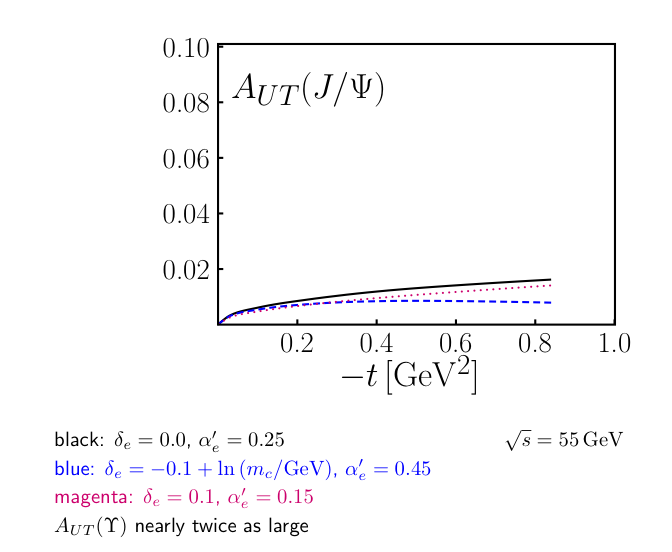 0.10
A_{UT}(J/Ψ)
0.08
0.06
0.04
0.02
0.2 0.4 0.6 0.8 1.0
−t [GeV²]
black: δ_e = 0.0, α′_e = 0.25 √s = 55 GeV
blue: δ_e = −0.1 + ln (m_c/GeV), α′_e = 0.45
magenta: δ_e = 0.1, α′_e = 0.15
A_{UT}(Υ) nearly twice as large